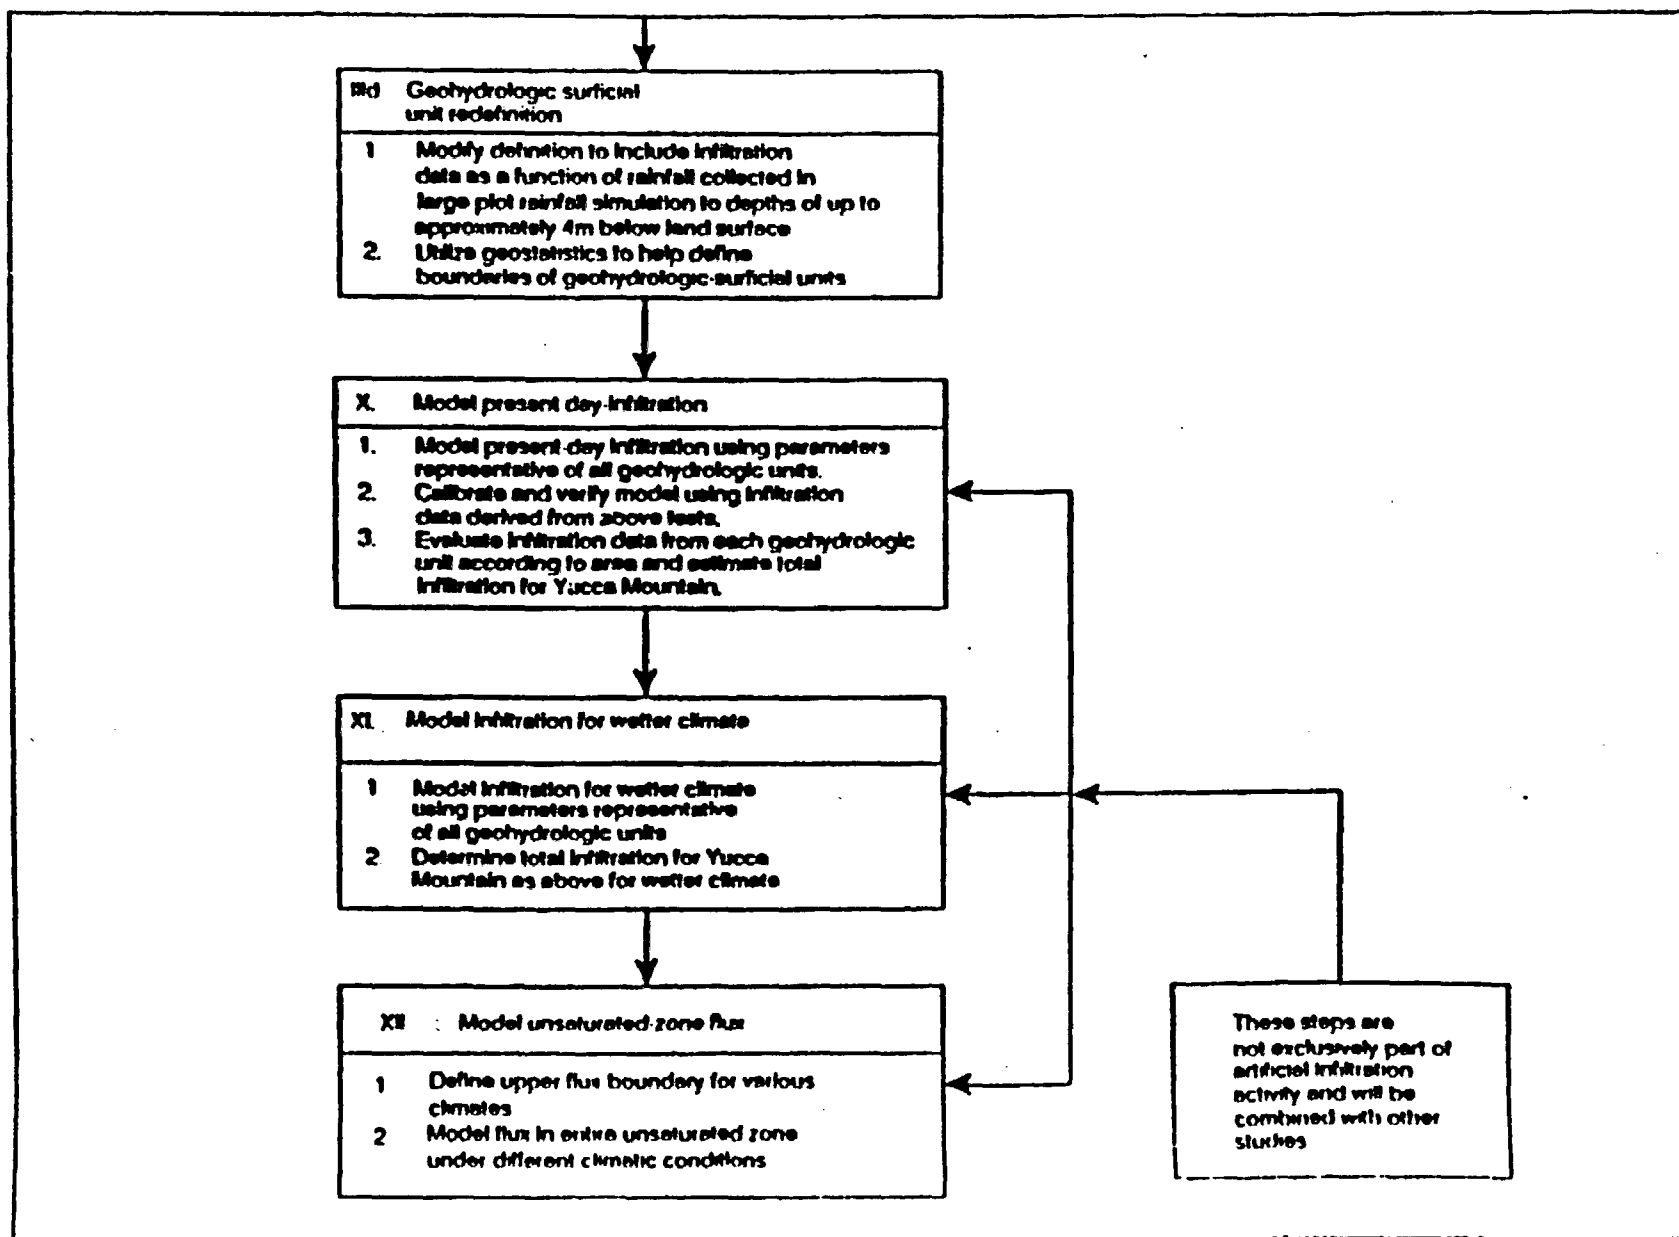 IIId Geohydrologic surficial
unit redefinition
1 Modify definition to include infiltration
data as a function of rainfall collected in
large plot rainfall simulation to depths of up to
approximately 4m below land surface
2. Utilize geostatistics to help define
boundaries of geohydrologic-surficial units
X. Model present day-infiltration
1. Model present-day infiltration using parameters
representative of all geohydrologic units.
2. Calibrate and verify model using infiltration
data derived from above tests.
3. Evaluate infiltration data from each geohydrologic
unit according to area and estimate total
infiltration for Yucca Mountain.
XI. Model infiltration for wetter climate
1 Model infiltration for wetter climate
using parameters representative
of all geohydrologic units
2 Determine total infiltration for Yucca
Mountain as above for wetter climate
XII Model unsaturated-zone flux
1 Define upper flux boundary for various
climates
2 Model flux in entire unsaturated zone
under different climatic conditions
These steps are
not exclusively part of
artificial infiltration
activity and will be
combined with other
studies